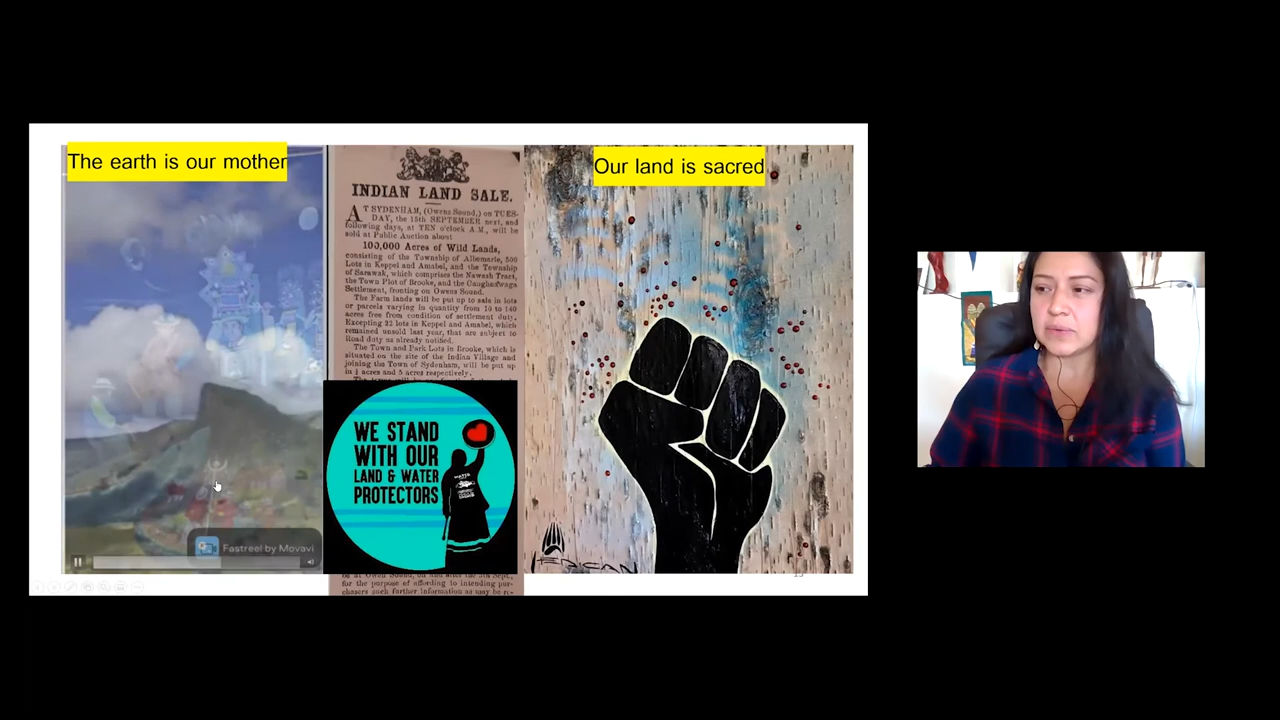 The earth is our mother
Our land is sacred
INDIAN LAND SALE.
AT SYDENHAM, (Owens Sound,) on TUES-
DAY, the 15th SEPTEMBER next, and
following days, at TEN o'clock A.M., will be
sold at Public Auction about
100,000 Acres of Wild Lands,
consisting of the Township of Albemarle, 500
Lots in Keppel and Amabel, and the Township
of Sarawak, which comprises the Nawash Tract,
the Town Plot of Brooke, and the
Settlement, fronting on Owens Sound.
The Farm lands will be put up to sale in lots
or parcels varying in quantity from 10 to 140
acres free from condition of settlement duty.
Excepting 22 lots in Keppel and Amabel, which
remained unsold last year, that are subject to
Road duty as already notified.
The Town and Park Lots in Brooke, which is
situated on the site of the Indian Village and
joining the Town of Sydenham, will be put up
in ½ acres and 5 acres respectively.
WE STAND
WITH OUR
LAND & WATER
PROTECTORS
WATER
for the purpose of affording to intending pur-
chasers such further information as may be re-
Fastreel by Movavi